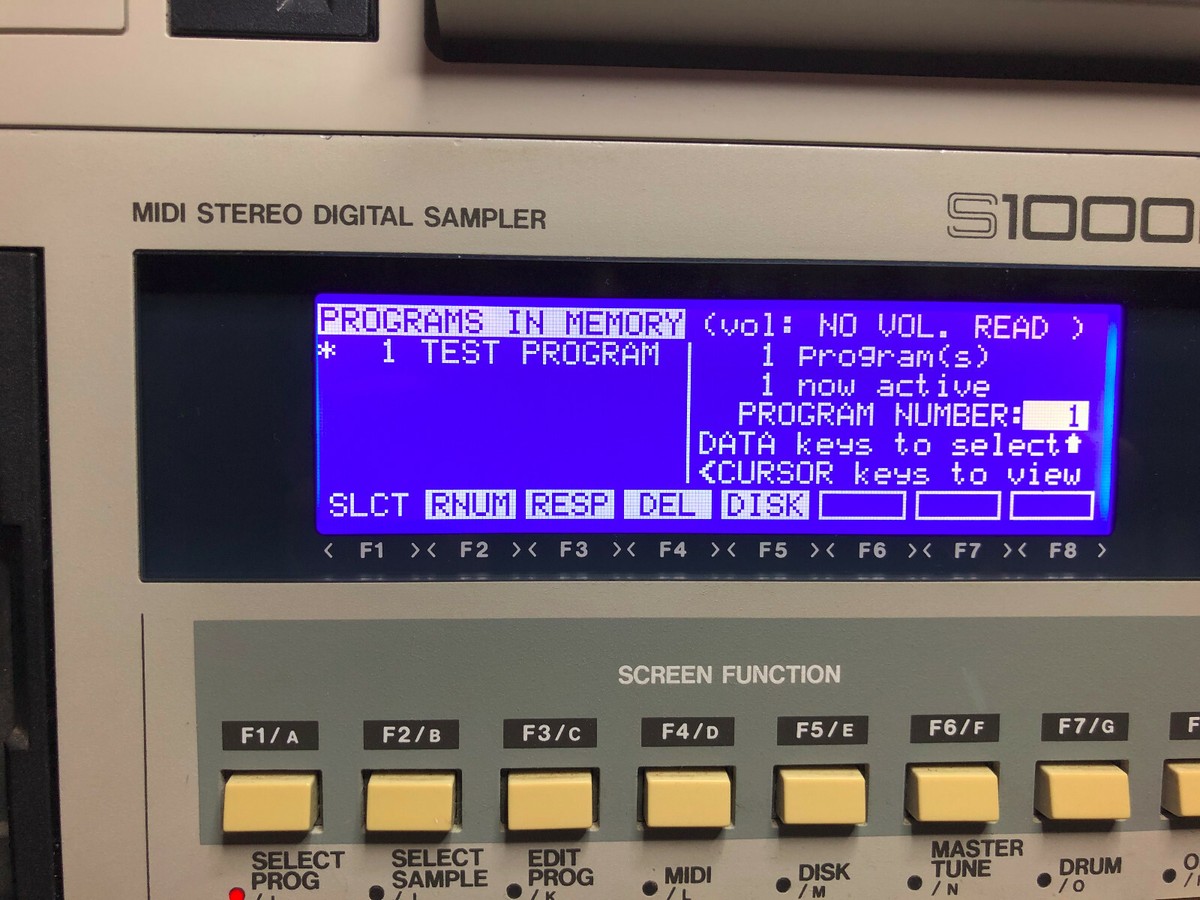 MIDI STEREO DIGITAL SAMPLER
S1000
PROGRAMS IN MEMORY (vol: NO VOL. READ )
* 1 TEST PROGRAM
1 Program(s)
1 now active
PROGRAM NUMBER: 1
DATA keys to select⬆
<CURSOR keys to view
SLCT RNUM RESP DEL DISK
< F1 >< F2 >< F3 >< F4 >< F5 >< F6 >< F7 >< F8 >
SCREEN FUNCTION
F1/A F2/B F3/C F4/D F5/E F6/F F7/G F
SELECT PROG
SELECT SAMPLE
EDIT PROG /K
MIDI /L
DISK /M
MASTER TUNE /N
DRUM /O